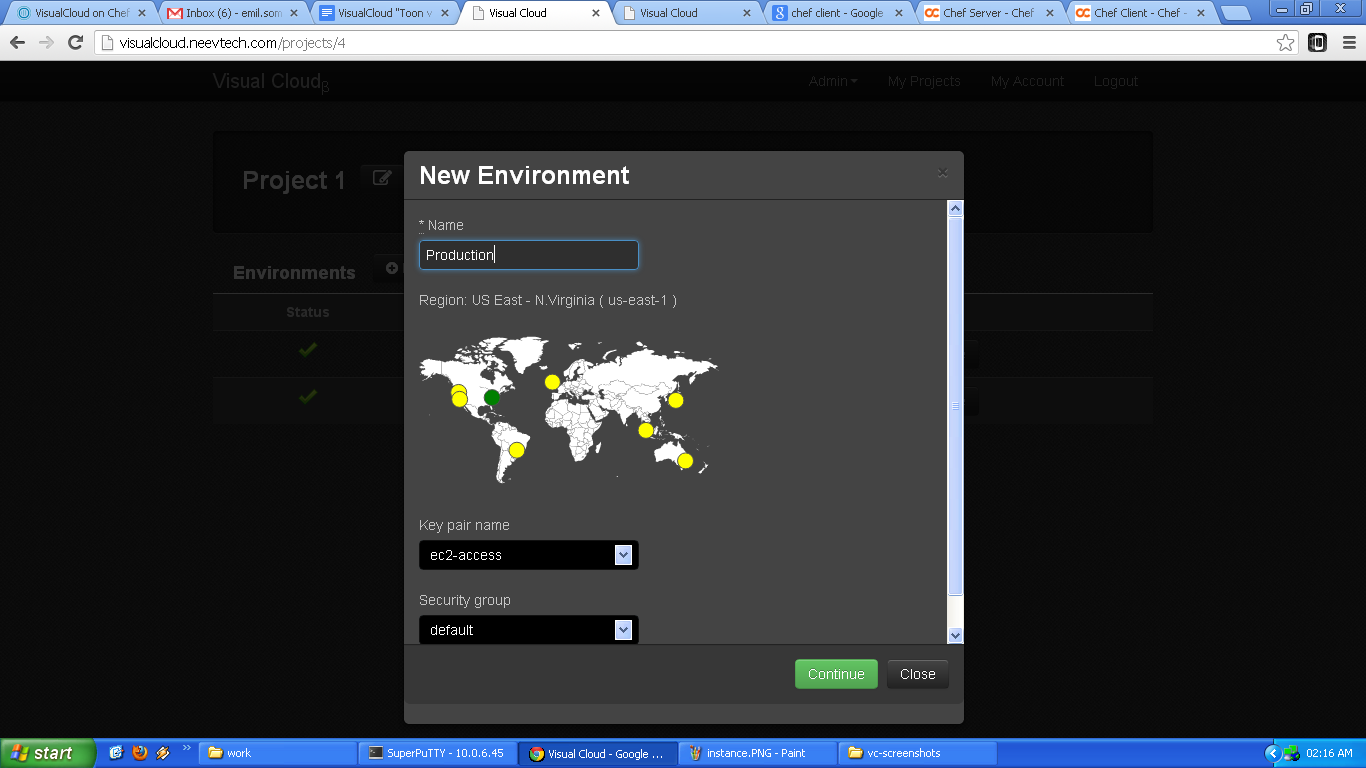 VisualCloud on Chef
Inbox (6) - emil.som
VisualCloud "Toon v
Visual Cloud
Visual Cloud
chef client - Google
Chef Server - Chef
Chef Client - Chef -
visualcloud.neevtech.com/projects/4
Visual Cloudβ
Admin
My Projects
My Account
Logout
Project 1
Environments
Status
New Environment
×
* Name
Production
Region: US East - N.Virginia ( us-east-1 )
Key pair name
ec2-access
Security group
default
Continue
Close
start
work
SuperPuTTY - 10.0.6.45
Visual Cloud - Google ...
instance.PNG - Paint
vc-screenshots
02:16 AM